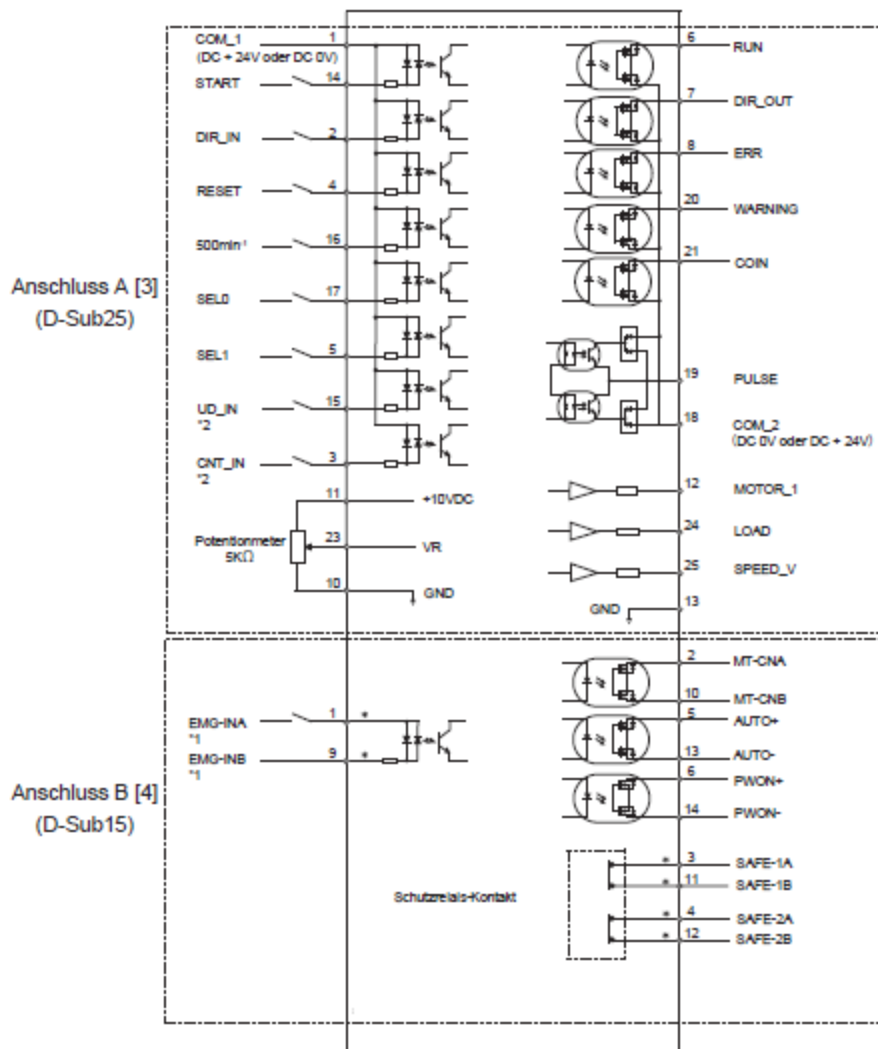 COM_1
(DC + 24V oder DC 0V)
1
START
14
DIR_IN
2
RESET
4
500min-1
16
SEL0
17
SEL1
5
UD_IN
*2
15
CNT_IN
*2
3
11
+10VDC
Potentionmeter
5KΩ
23
VR
10
GND
6
RUN
7
DIR_OUT
8
ERR
20
WARNING
21
COIN
19
PULSE
18
COM_2
(DC 0V oder DC + 24V)
12
MOTOR_1
24
LOAD
25
SPEED_V
GND
13
Anschluss A [3]
(D-Sub25)
Anschluss B [4]
(D-Sub15)
EMG-INA
*1
1
*
EMG-INB
*1
9
*
2
MT-CNA
10
MT-CNB
5
AUTO+
13
AUTO-
6
PWON+
14
PWON-
Schutzrelais-Kontakt
*
3
SAFE-1A
*
11
SAFE-1B
*
4
SAFE-2A
*
12
SAFE-2B